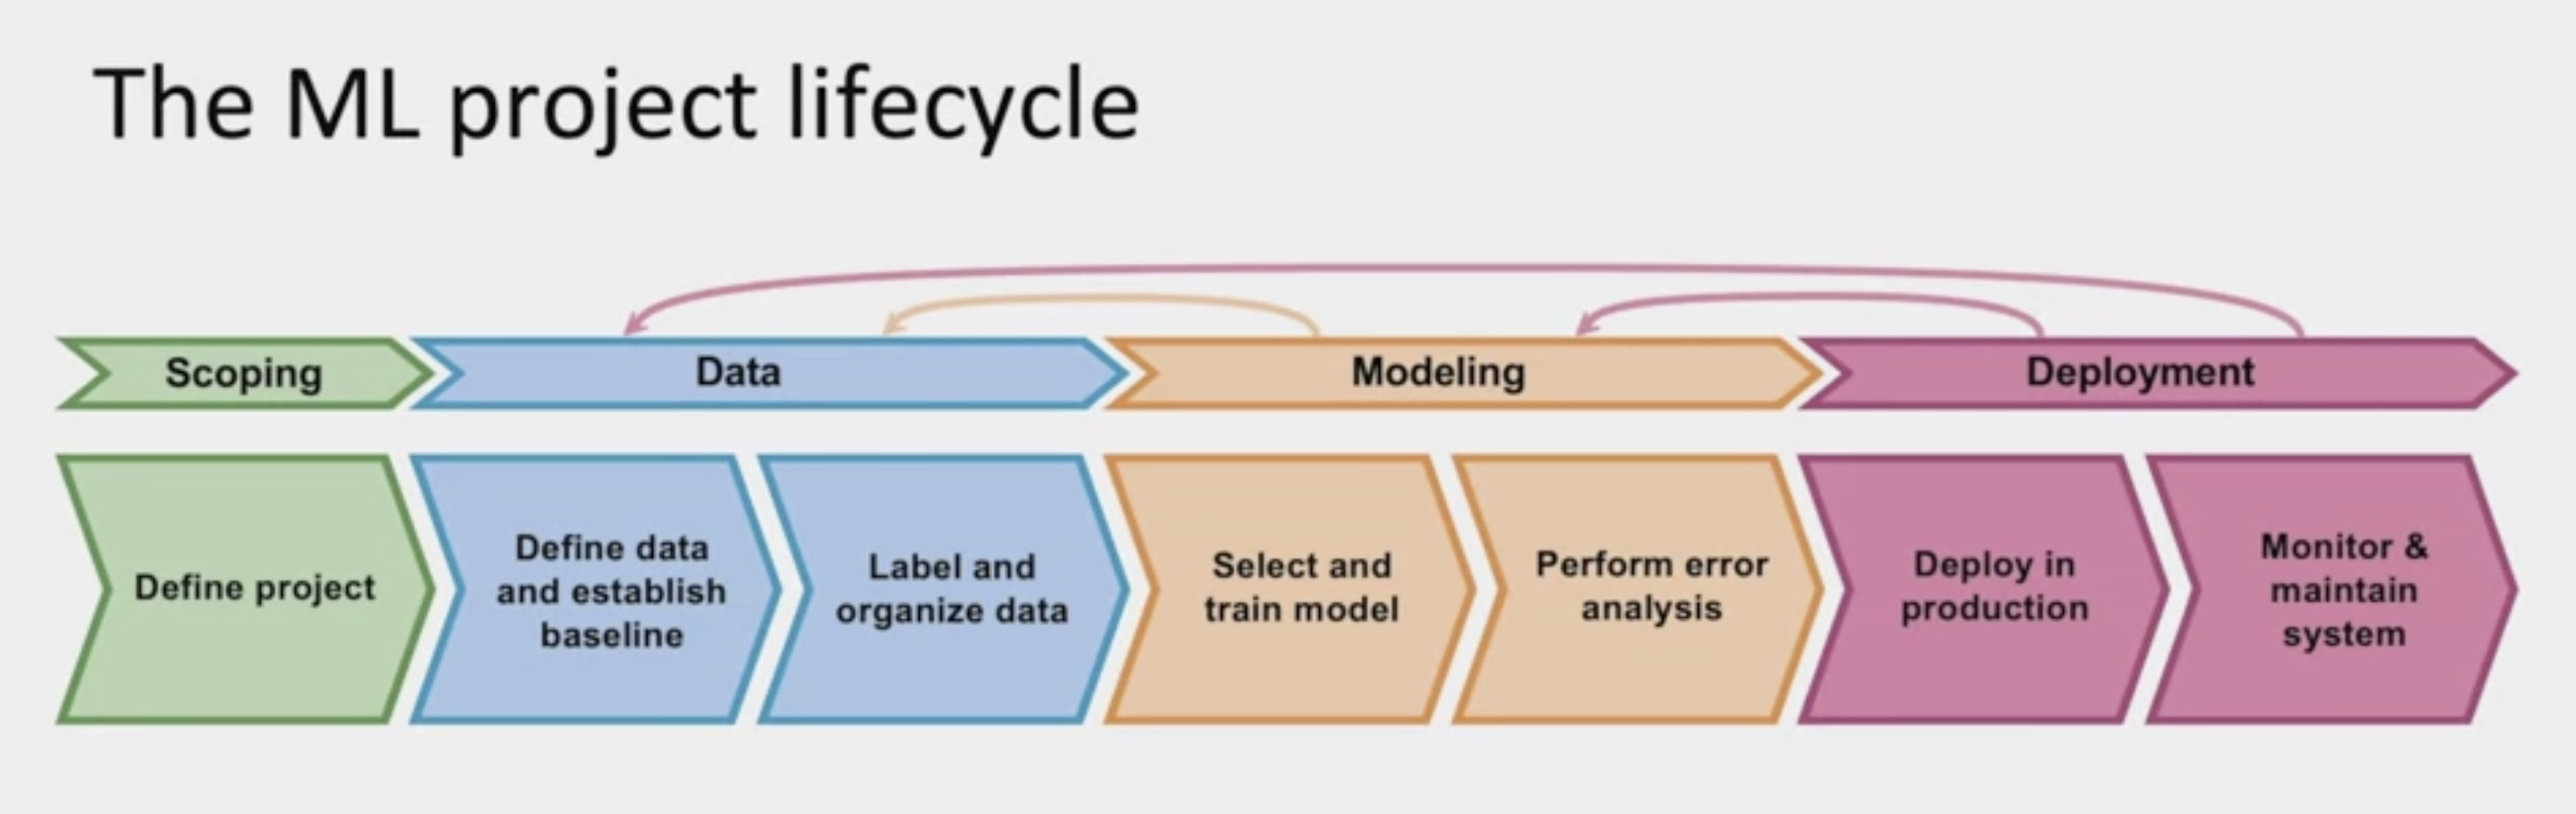 The ML project lifecycle
Scoping
Data
Modeling
Deployment
Define project
Define data
and establish
baseline
Label and
organize data
Select and
train model
Perform error
analysis
Deploy in
production
Monitor &
maintain
system